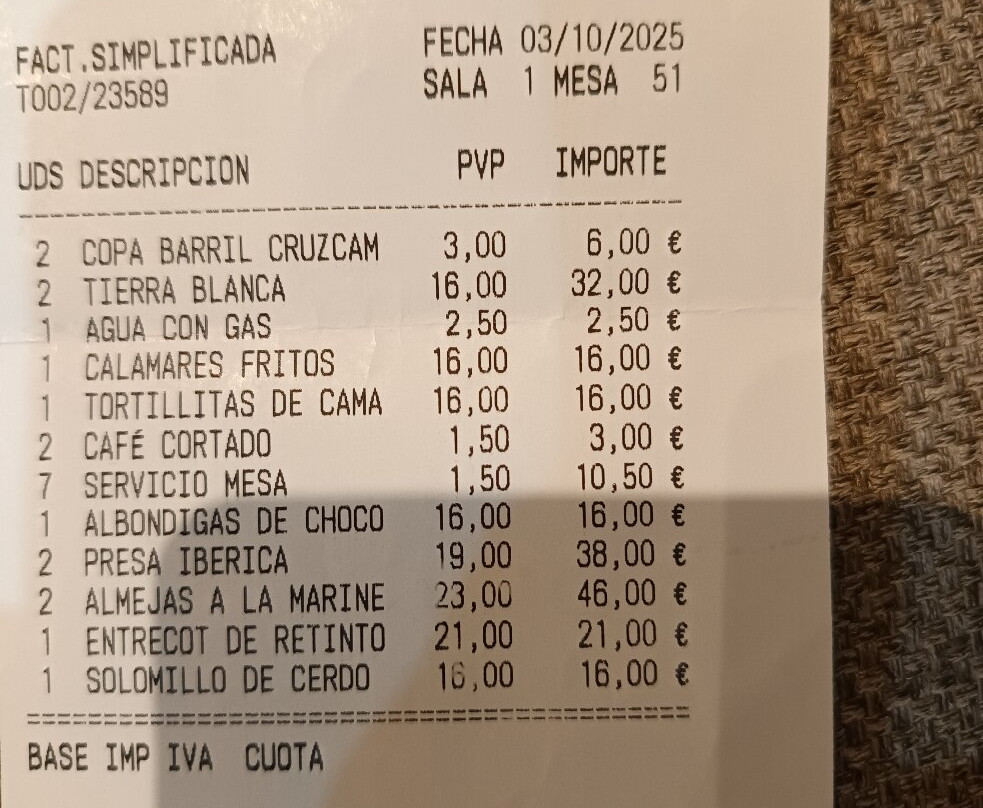 FACT.SIMPLIFICADA FECHA 03/10/2025
T002/23589 SALA 1 MESA 51
UDS DESCRIPCION PVP IMPORTE
2 COPA BARRIL CRUZCAM 3,00 6,00 €
2 TIERRA BLANCA 16,00 32,00 €
1 AGUA CON GAS 2,50 2,50 €
1 CALAMARES FRITOS 16,00 16,00 €
1 TORTILLITAS DE CAMA 16,00 16,00 €
2 CAFÉ CORTADO 1,50 3,00 €
7 SERVICIO MESA 1,50 10,50 €
1 ALBONDIGAS DE CHOCO 16,00 16,00 €
2 PRESA IBERICA 19,00 38,00 €
2 ALMEJAS A LA MARINE 23,00 46,00 €
1 ENTRECOT DE RETINTO 21,00 21,00 €
1 SOLOMILLO DE CERDO 16,00 16,00 €
BASE IMP IVA CUOTA